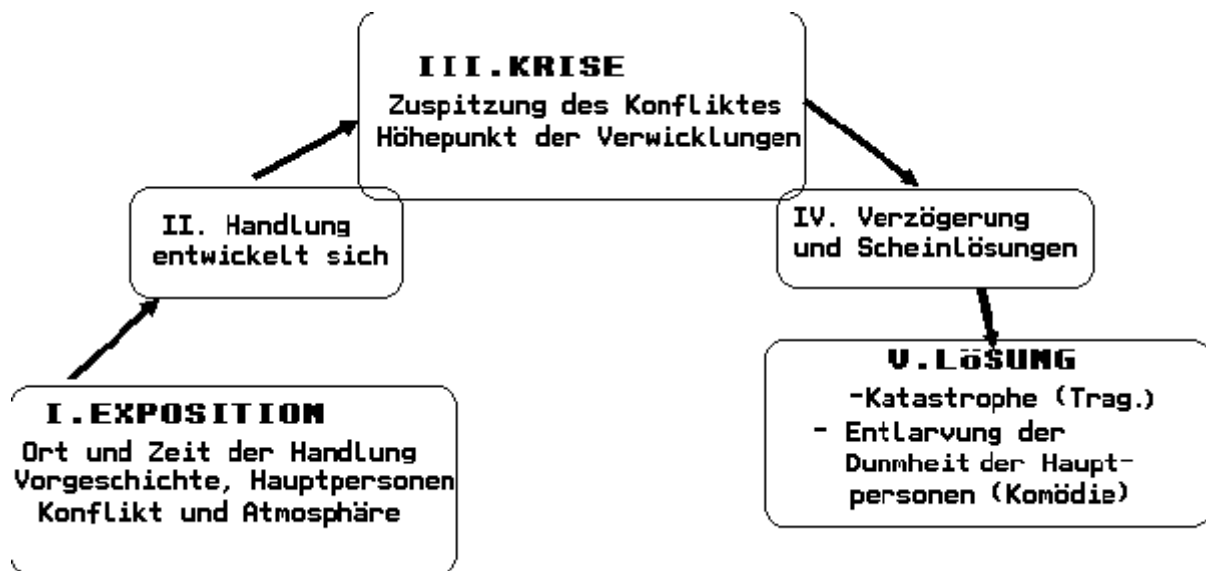 III.KRISE
Zuspitzung des Konfliktes
Höhepunkt der Verwicklungen
II. Handlung
entwickelt sich
IV. Verzögerung
und Scheinlösungen
I.EXPOSITION
Ort und Zeit der Handlung
Vorgeschichte, Hauptpersonen
Konflikt und Atmosphäre
V.LÖSUNG
-Katastrophe (Trag.)
- Entlarvung der
Dunmheit der Haupt-
personen (Komödie)